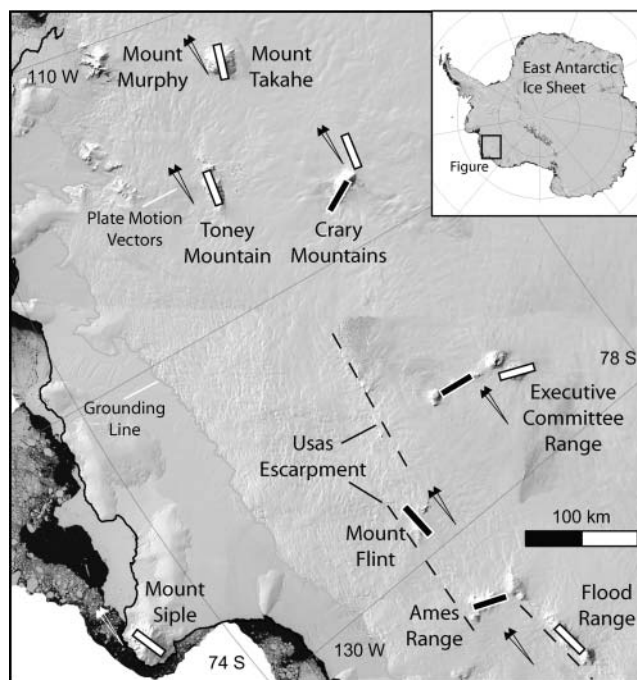 110 W
Mount
Murphy
Mount
Takahe
East Antarctic
Ice Sheet
Figure
Plate Motion
Vectors
Toney
Mountain
Crary
Mountains
78 S
Grounding
Line
Executive
Committee
Range
Usas
Escarpment
100 km
Mount
Flint
Mount
Siple
Ames
Range
Flood
Range
74 S
130 W